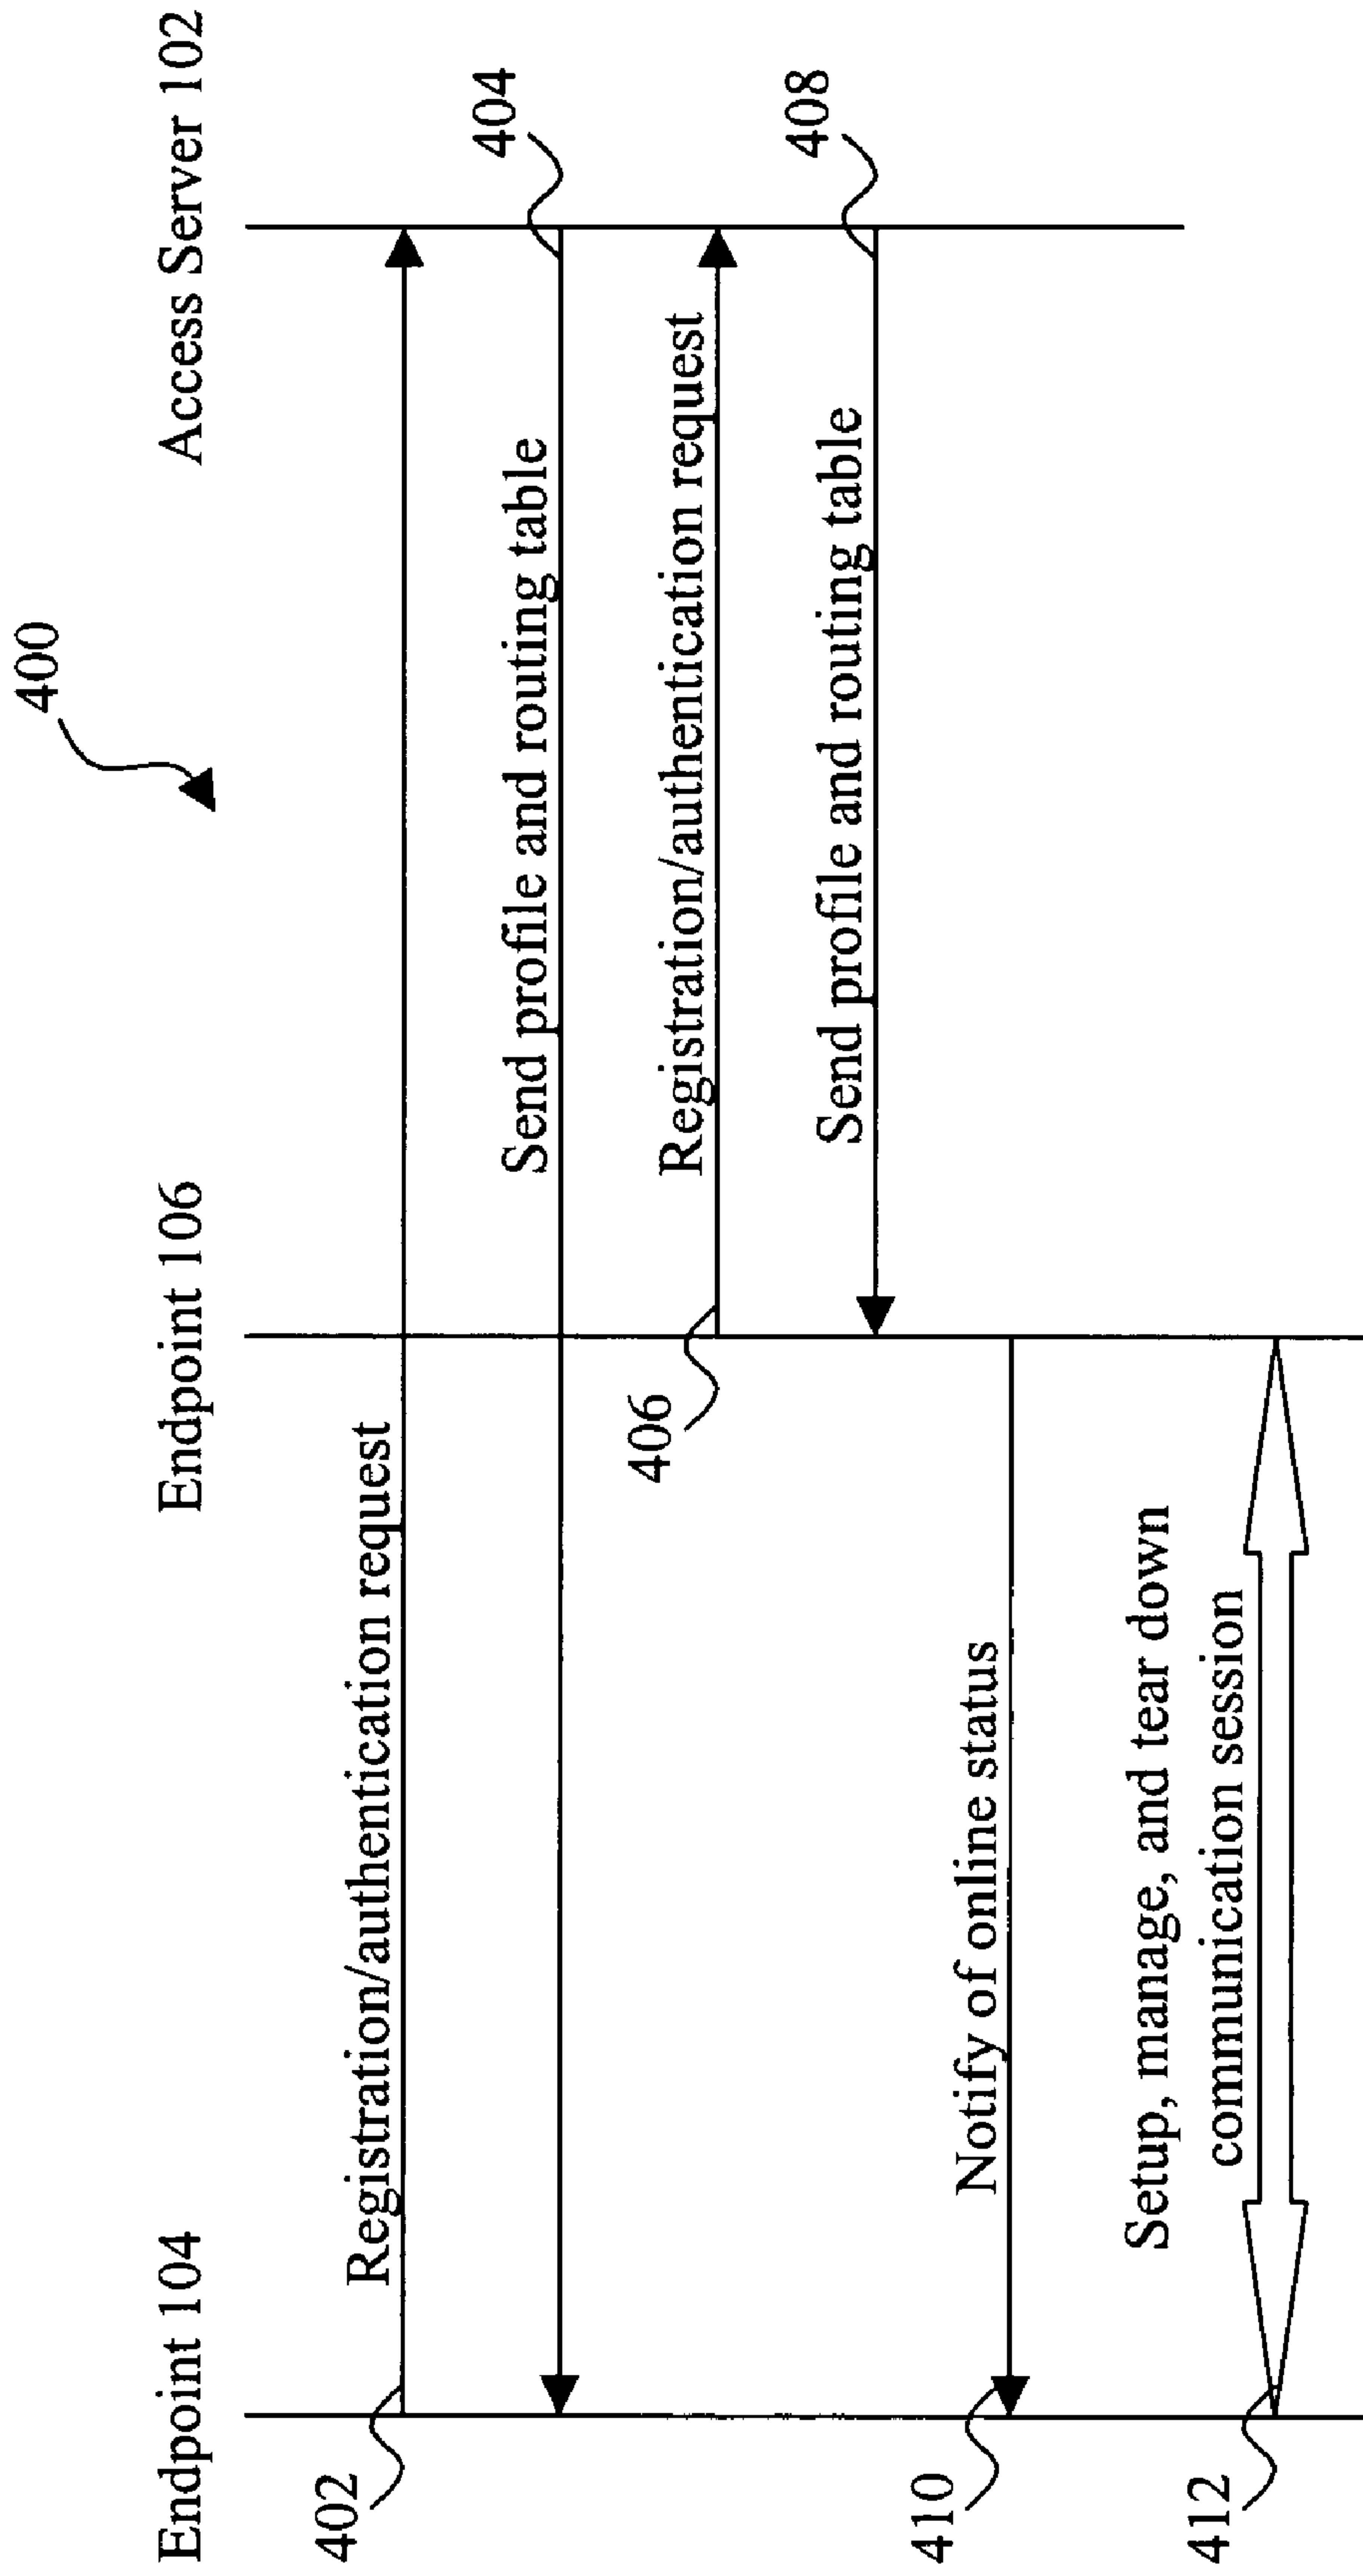 400
Endpoint 104
Endpoint 106
Access Server 102
402
Registration/authentication request
404
Send profile and routing table
406
Registration/authentication request
408
Send profile and routing table
410
Notify of online status
412
Setup, manage, and tear down
communication session